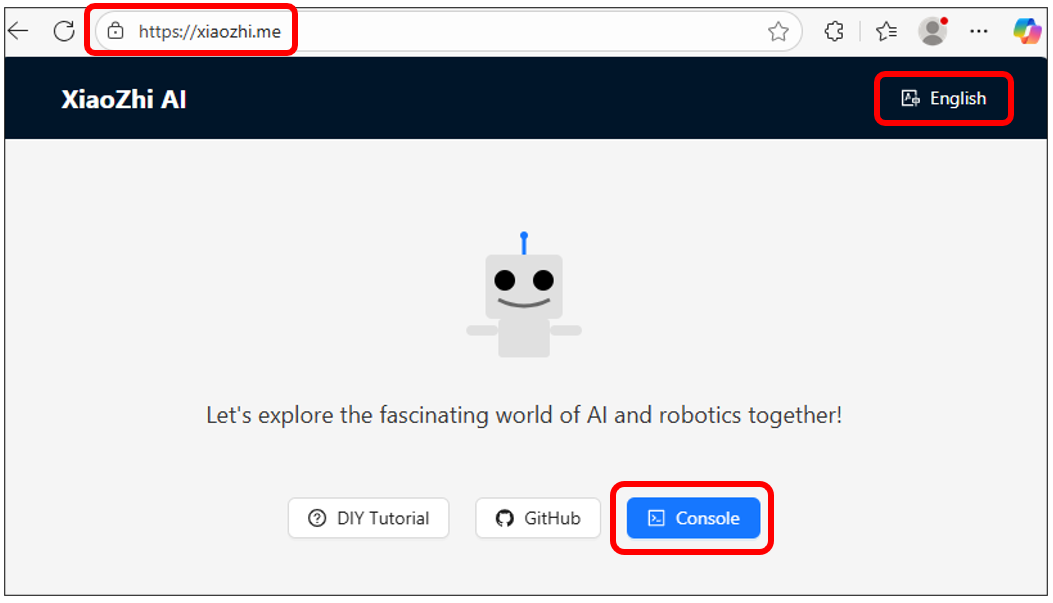 https://xiaozhi.me
XiaoZhi AI
English
Let's explore the fascinating world of AI and robotics together!
DIY Tutorial
GitHub
Console